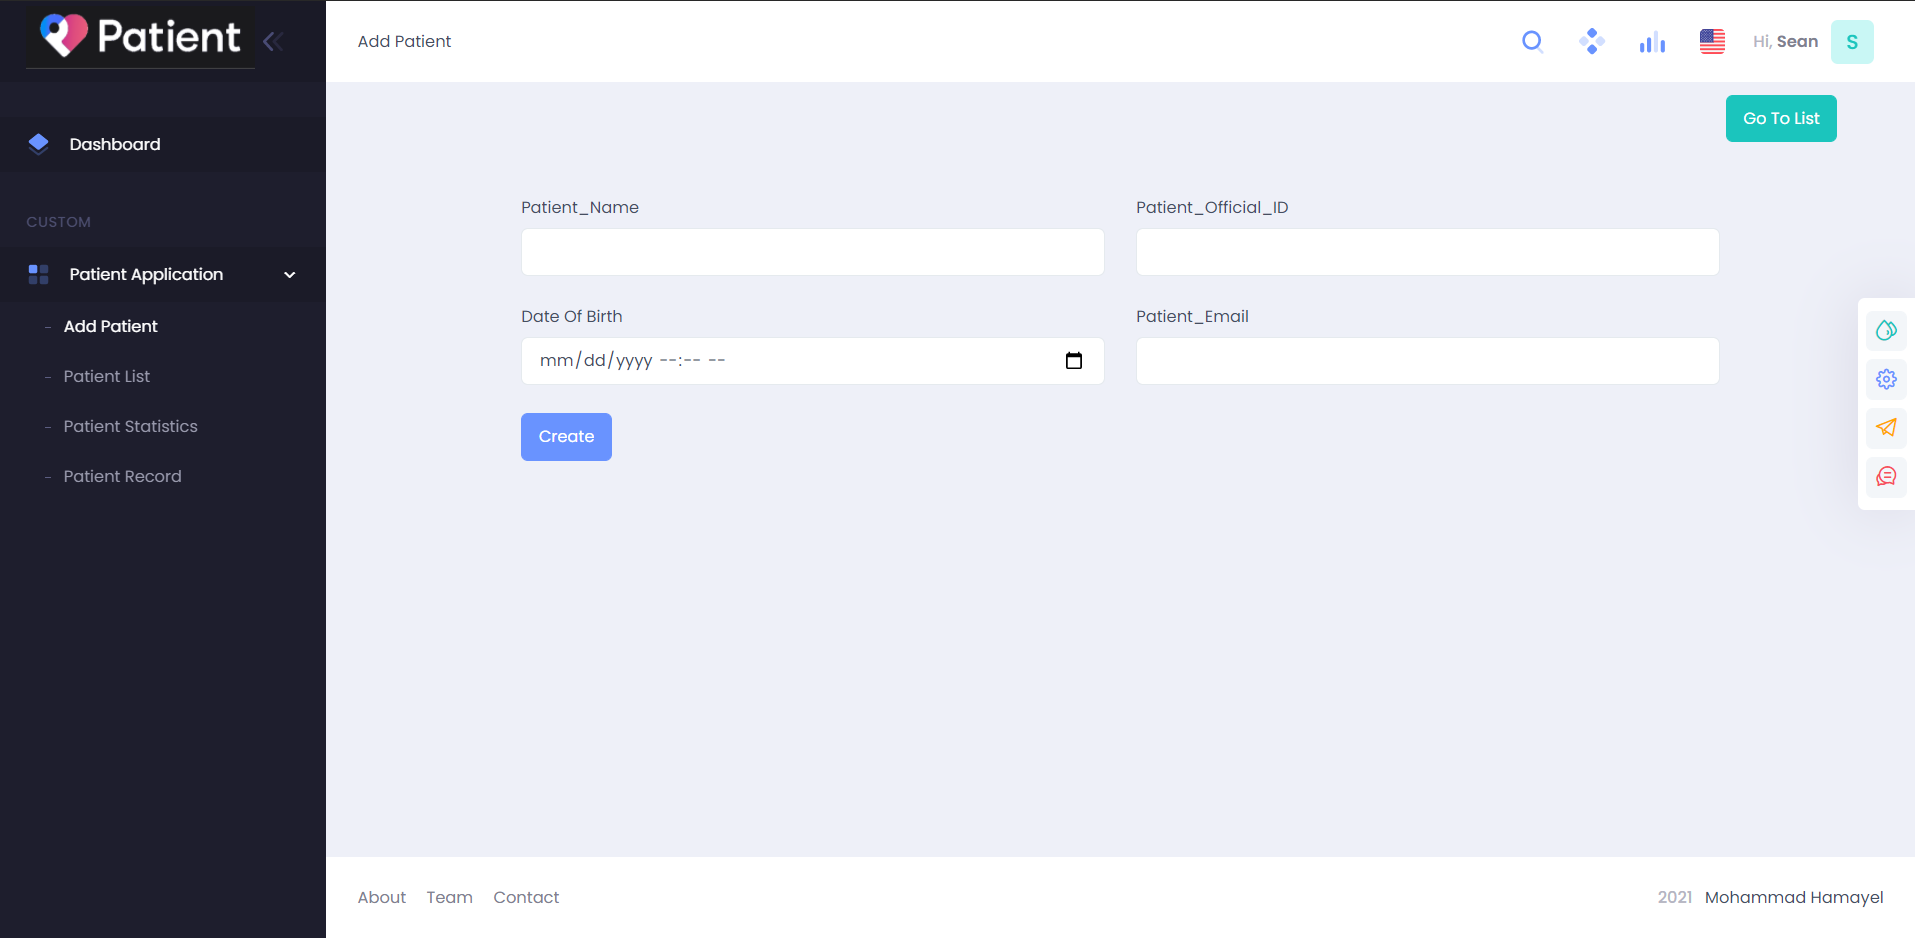 Patient
Add Patient
Hi, Sean
S
Go To List
Dashboard
CUSTOM
Patient Application
- Add Patient
- Patient List
- Patient Statistics
- Patient Record
Patient_Name
Patient_Official_ID
Date Of Birth
mm/dd/yyyy --:-- --
Patient_Email
Create
About Team Contact
2021 Mohammad Hamayel